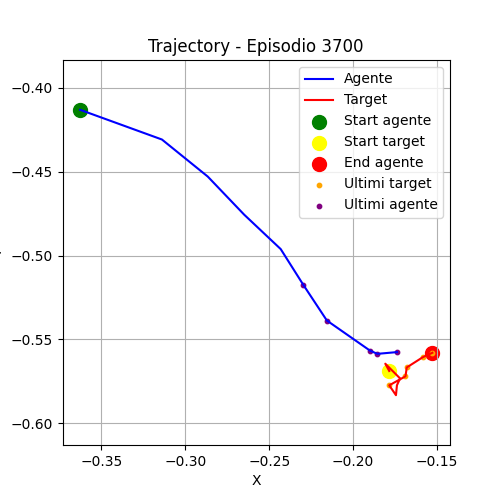 Trajectory - Episodio 3700
Agente
Target
Start agente
Start target
End agente
Ultimi target
Ultimi agente
−0.40
−0.45
−0.50
−0.55
−0.60
−0.35
−0.30
−0.25
−0.20
−0.15
X